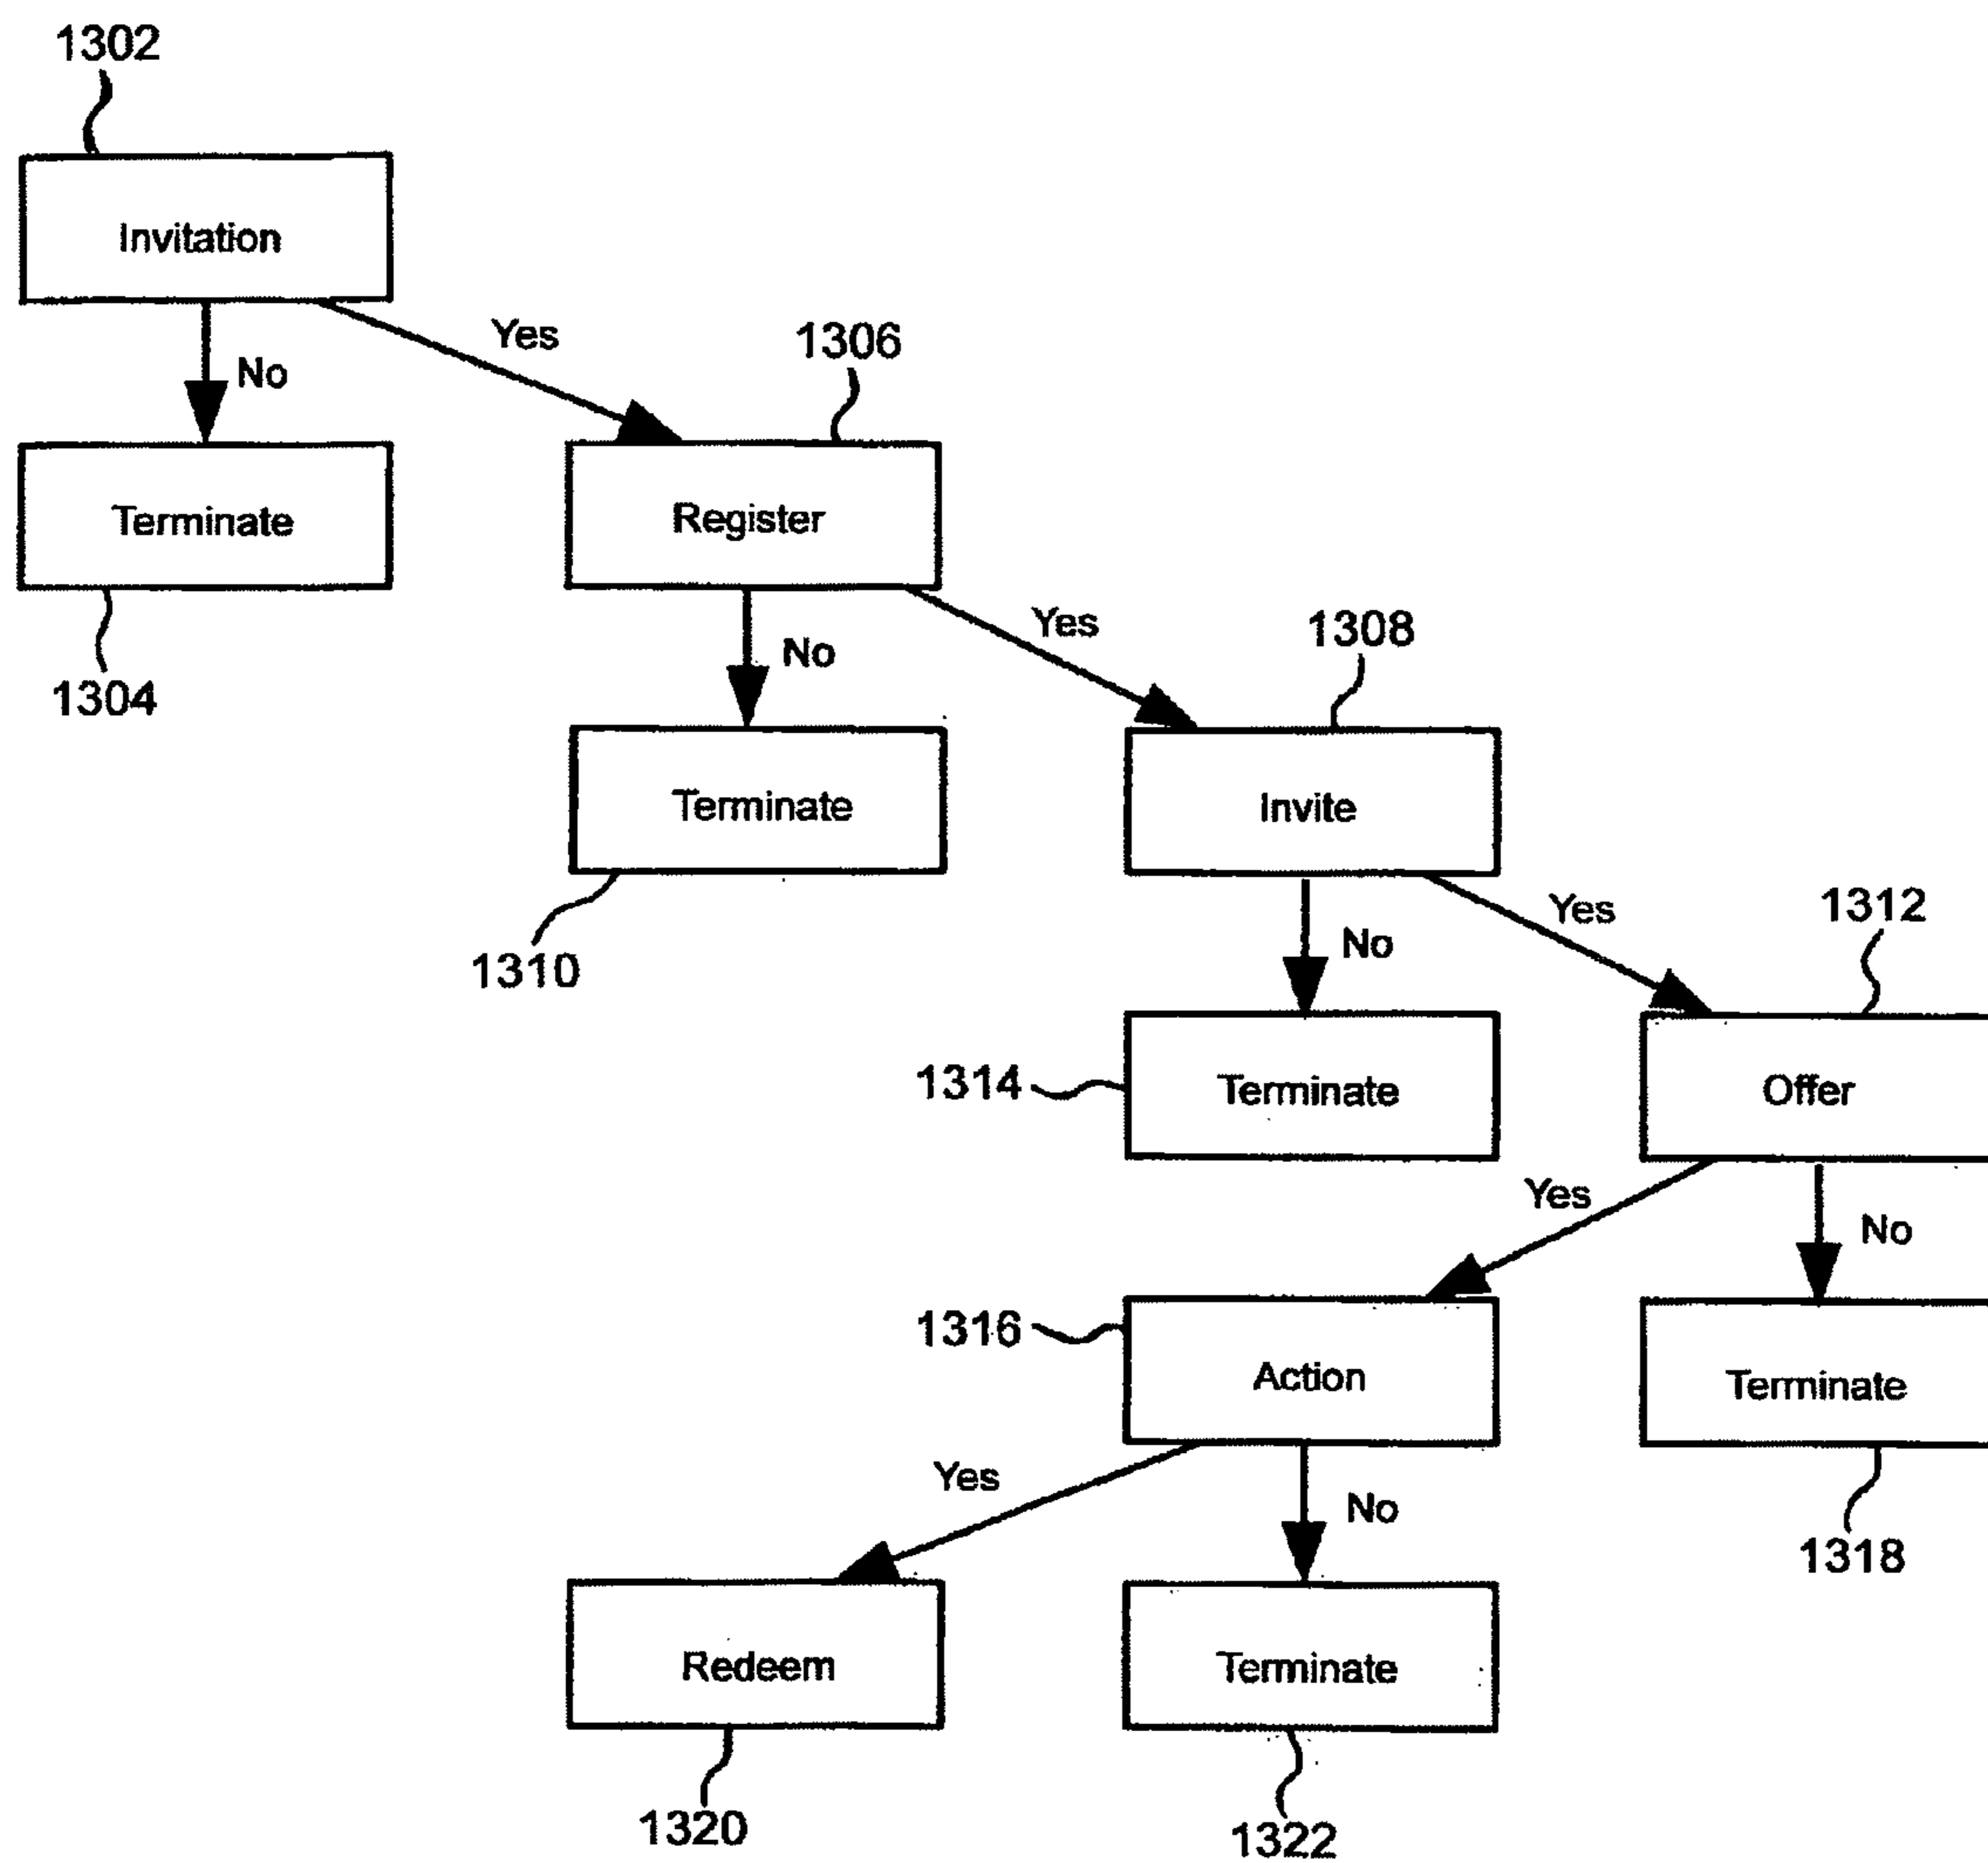 1302
Invitation
Yes
1306
No
Terminate
Register
1304
Yes
1308
No
Terminate
Invite
1310
Yes
1312
No
1314
Terminate
Offer
Yes
No
1316
Action
Terminate
Yes
No
1318
Redeem
Terminate
1320
1322